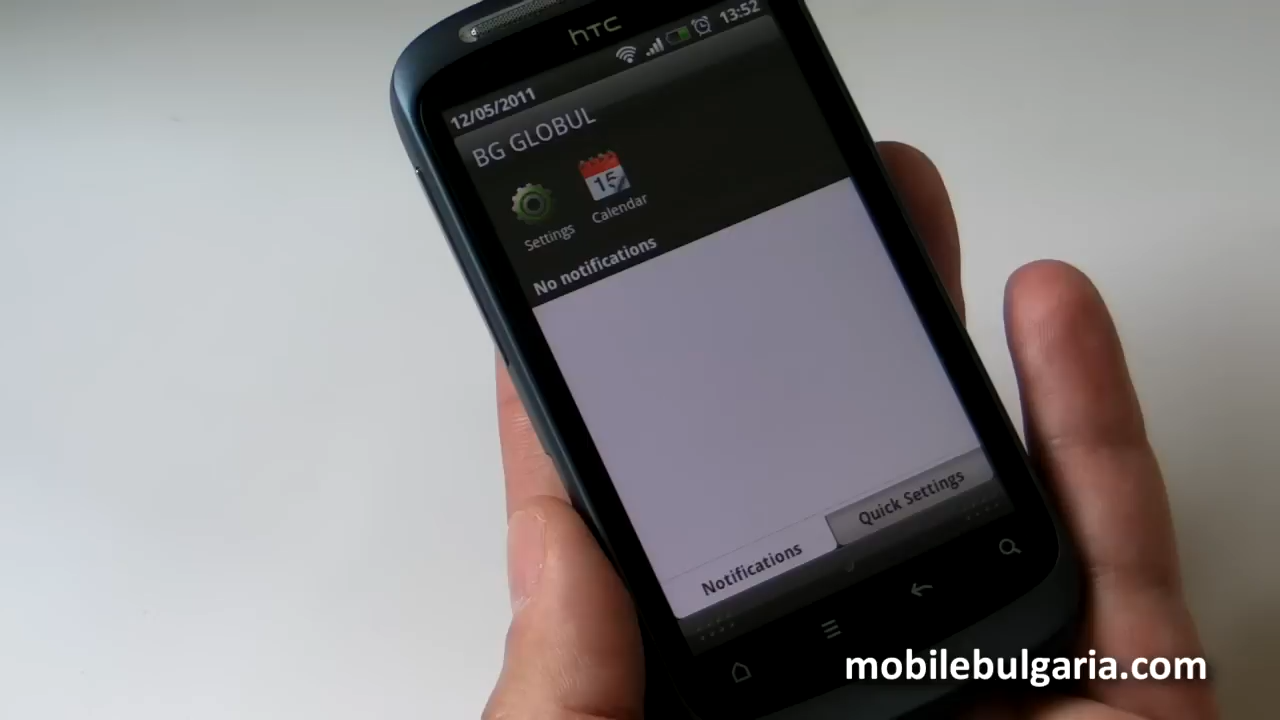 hTC
13:52
12/05/2011
BG GLOBUL
15
Settings
Calendar
No notifications
Quick Settings
Notifications
mobilebulgaria.com